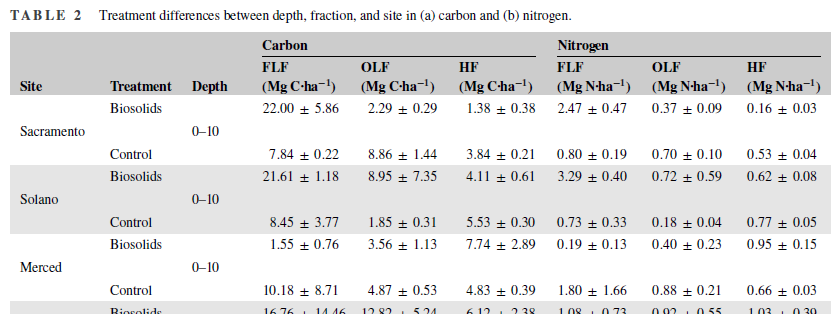 TABLE 2 Treatment differences between depth, fraction, and site in (a) carbon and (b) nitrogen.
Carbon Nitrogen
FLF OLF HF FLF OLF HF
Site Treatment Depth (Mg C·ha−1) (Mg C·ha−1) (Mg C·ha−1) (Mg N·ha−1) (Mg N·ha−1) (Mg N·ha−1)
Biosolids 22.00 ± 5.86 2.29 ± 0.29 1.38 ± 0.38 2.47 ± 0.47 0.37 ± 0.09 0.16 ± 0.03
Sacramento 0–10
Control 7.84 ± 0.22 8.86 ± 1.44 3.84 ± 0.21 0.80 ± 0.19 0.70 ± 0.10 0.53 ± 0.04
Biosolids 21.61 ± 1.18 8.95 ± 7.35 4.11 ± 0.61 3.29 ± 0.40 0.72 ± 0.59 0.62 ± 0.08
Solano 0–10
Control 8.45 ± 3.77 1.85 ± 0.31 5.53 ± 0.30 0.73 ± 0.33 0.18 ± 0.04 0.77 ± 0.05
Biosolids 1.55 ± 0.76 3.56 ± 1.13 7.74 ± 2.89 0.19 ± 0.13 0.40 ± 0.23 0.95 ± 0.15
Merced 0–10
Control 10.18 ± 8.71 4.87 ± 0.53 4.83 ± 0.39 1.80 ± 1.66 0.88 ± 0.21 0.66 ± 0.03
Biosolids 16.76 ± 14.46 12.82 ± 5.24 6.12 ± 2.38 1.08 ± 0.73 0.92 ± 0.55 1.03 ± 0.39